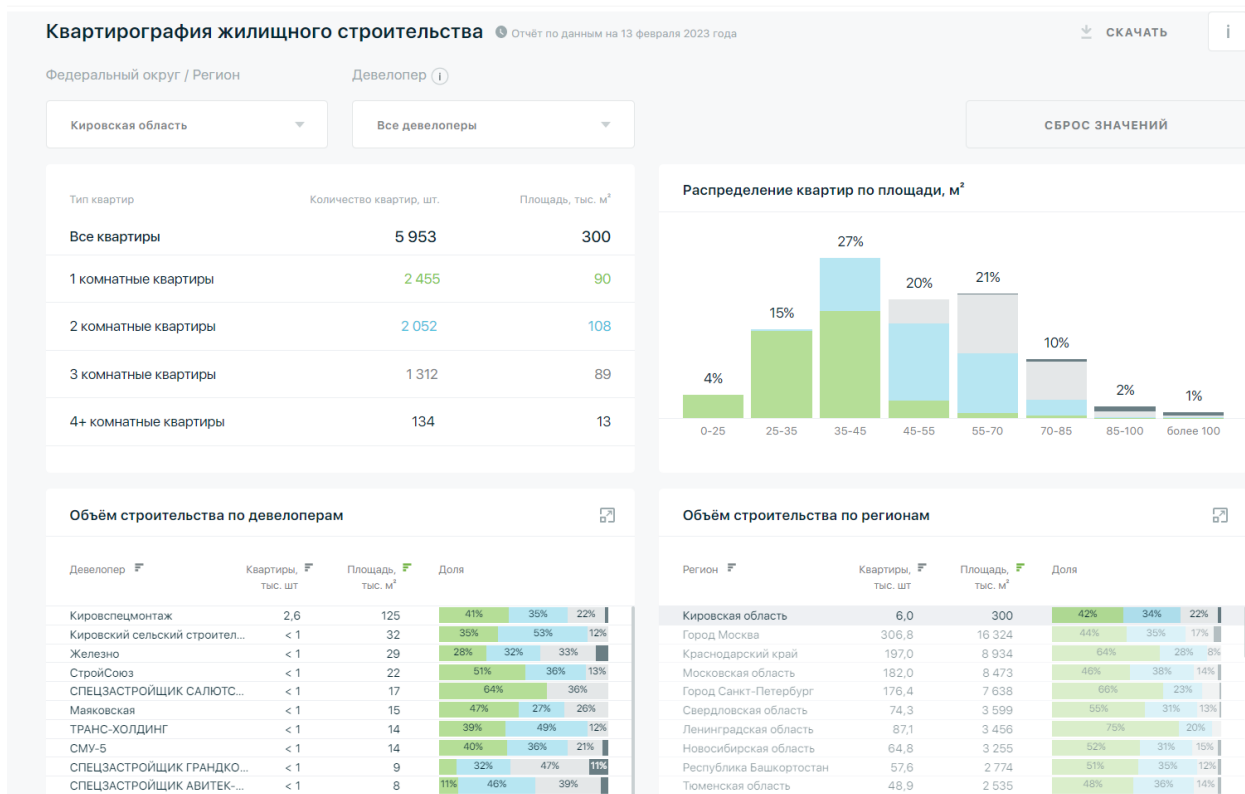 Квартирография жилищного строительства Отчёт по данным на 13 февраля 2023 года СКАЧАТЬ i
Федеральный округ / Регион Девелопер i
Кировская область Все девелоперы СБРОС ЗНАЧЕНИЙ
Тип квартир Количество квартир, шт. Площадь, тыс. м²
Все квартиры 5 953 300
1 комнатные квартиры 2 455 90
2 комнатные квартиры 2 052 108
3 комнатные квартиры 1 312 89
4+ комнатные квартиры 134 13
Распределение квартир по площади, м²
4% 15% 27% 20% 21% 10% 2% 1%
0-25 25-35 35-45 45-55 55-70 70-85 85-100 более 100
Объём строительства по девелоперам
Девелопер Квартиры, тыс. шт Площадь, тыс. м² Доля
Кировспецмонтаж 2,6 125 41% 35% 22%
Кировский сельский строител... < 1 32 35% 53% 12%
Железно < 1 29 28% 32% 33%
СтройСоюз < 1 22 51% 36% 13%
СПЕЦЗАСТРОЙЩИК САЛЮТС... < 1 17 64% 36%
Маяковская < 1 15 47% 27% 26%
ТРАНС-ХОЛДИНГ < 1 14 39% 49% 12%
СМУ-5 < 1 14 40% 36% 21%
СПЕЦЗАСТРОЙЩИК ГРАНДКО... < 1 9 32% 47% 11%
СПЕЦЗАСТРОЙЩИК АВИТЕК-... < 1 8 11% 46% 39%
Объём строительства по регионам
Регион Квартиры, тыс. шт Площадь, тыс. м² Доля
Кировская область 6,0 300 42% 34% 22%
Город Москва 306,8 16 324 44% 35% 17%
Краснодарский край 197,0 8 934 64% 28% 8%
Московская область 182,0 8 473 46% 38% 14%
Город Санкт-Петербург 176,4 7 638 66% 23%
Свердловская область 74,3 3 599 55% 31% 13%
Ленинградская область 87,1 3 456 75% 20%
Новосибирская область 64,8 3 255 52% 31% 15%
Республика Башкортостан 57,6 2 774 51% 35% 12%
Тюменская область 48,9 2 535 48% 36% 14%